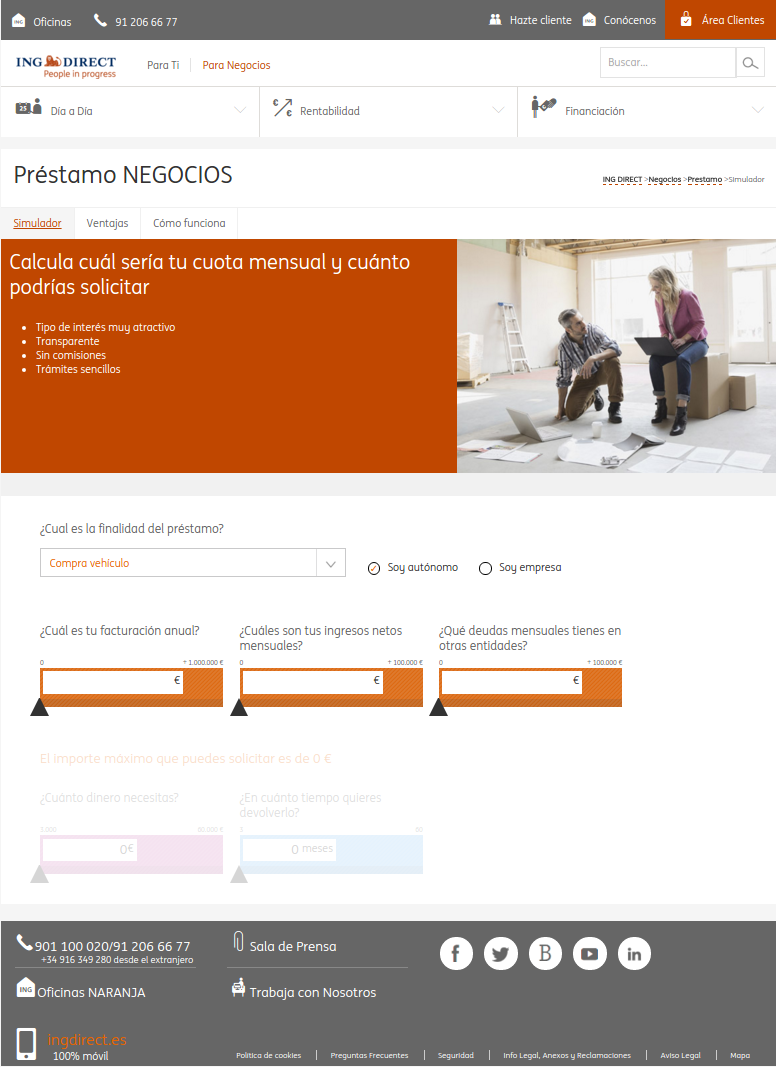 Oficinas
91 206 66 77
Hazte cliente
ING
Conócenos
Área Clientes
ING DIRECT
People in progress
Para Ti
Para Negocios
Buscar...
25
Día a Día
€
€
Rentabilidad
Financiación
Préstamo NEGOCIOS
ING DIRECT >Negocios >Prestamo >Simulador
Simulador
Ventajas
Cómo funciona
Calcula cuál sería tu cuota mensual y cuánto
podrías solicitar
Tipo de interés muy atractivo
Transparente
Sin comisiones
Trámites sencillos
¿Cual es la finalidad del préstamo?
Compra vehículo
Soy autónomo
Soy empresa
¿Cuál es tu facturación anual?
0
+ 1.000.000 €
€
¿Cuáles son tus ingresos netos
mensuales?
0
+ 100.000 €
€
¿Qué deudas mensuales tienes en
otras entidades?
0
+ 100.000 €
€
El importe máximo que puedes solicitar es de 0 €
¿Cuánto dinero necesitas?
0€
¿En cuánto tiempo quieres
devolverlo?
0 meses
901 100 020/91 206 66 77
+34 916 349 280 desde el extranjero
Sala de Prensa
ING
Oficinas NARANJA
Trabaja con Nosotros
ingdirect.es
100% móvil
Política de cookies
Preguntas Frecuentes
Seguridad
Info Legal, Anexos y Reclamaciones
Aviso Legal
Mapa